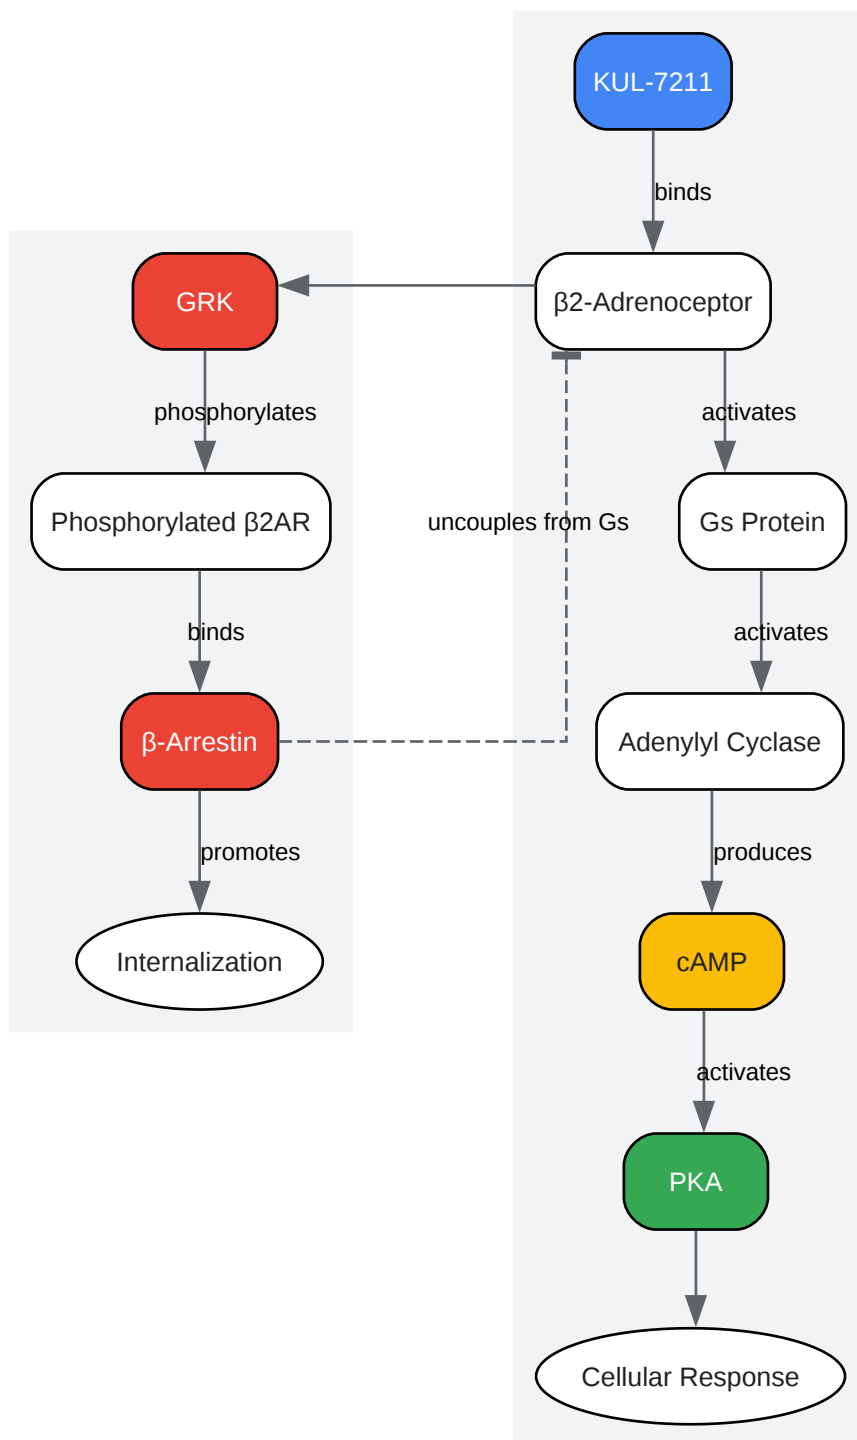 KUL-7211
binds
GRK
β2-Adrenoceptor
phosphorylates
activates
Phosphorylated β2AR
uncouples from Gs
Gs Protein
binds
activates
β-Arrestin
Adenylyl Cyclase
promotes
produces
Internalization
cAMP
activates
PKA
Cellular Response